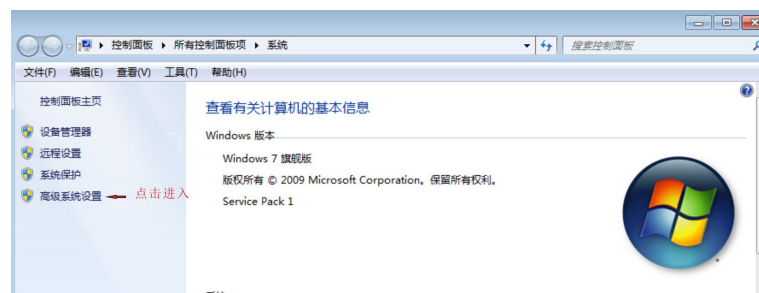 控制面板 ▸ 所有控制面板项 ▸ 系统
搜索控制面板
文件(F) 编辑(E) 查看(V) 工具(T) 帮助(H)
控制面板主页
设备管理器
远程设置
系统保护
高级系统设置 点击进入
查看有关计算机的基本信息
Windows 版本
Windows 7 旗舰版
版权所有 © 2009 Microsoft Corporation。保留所有权利。
Service Pack 1